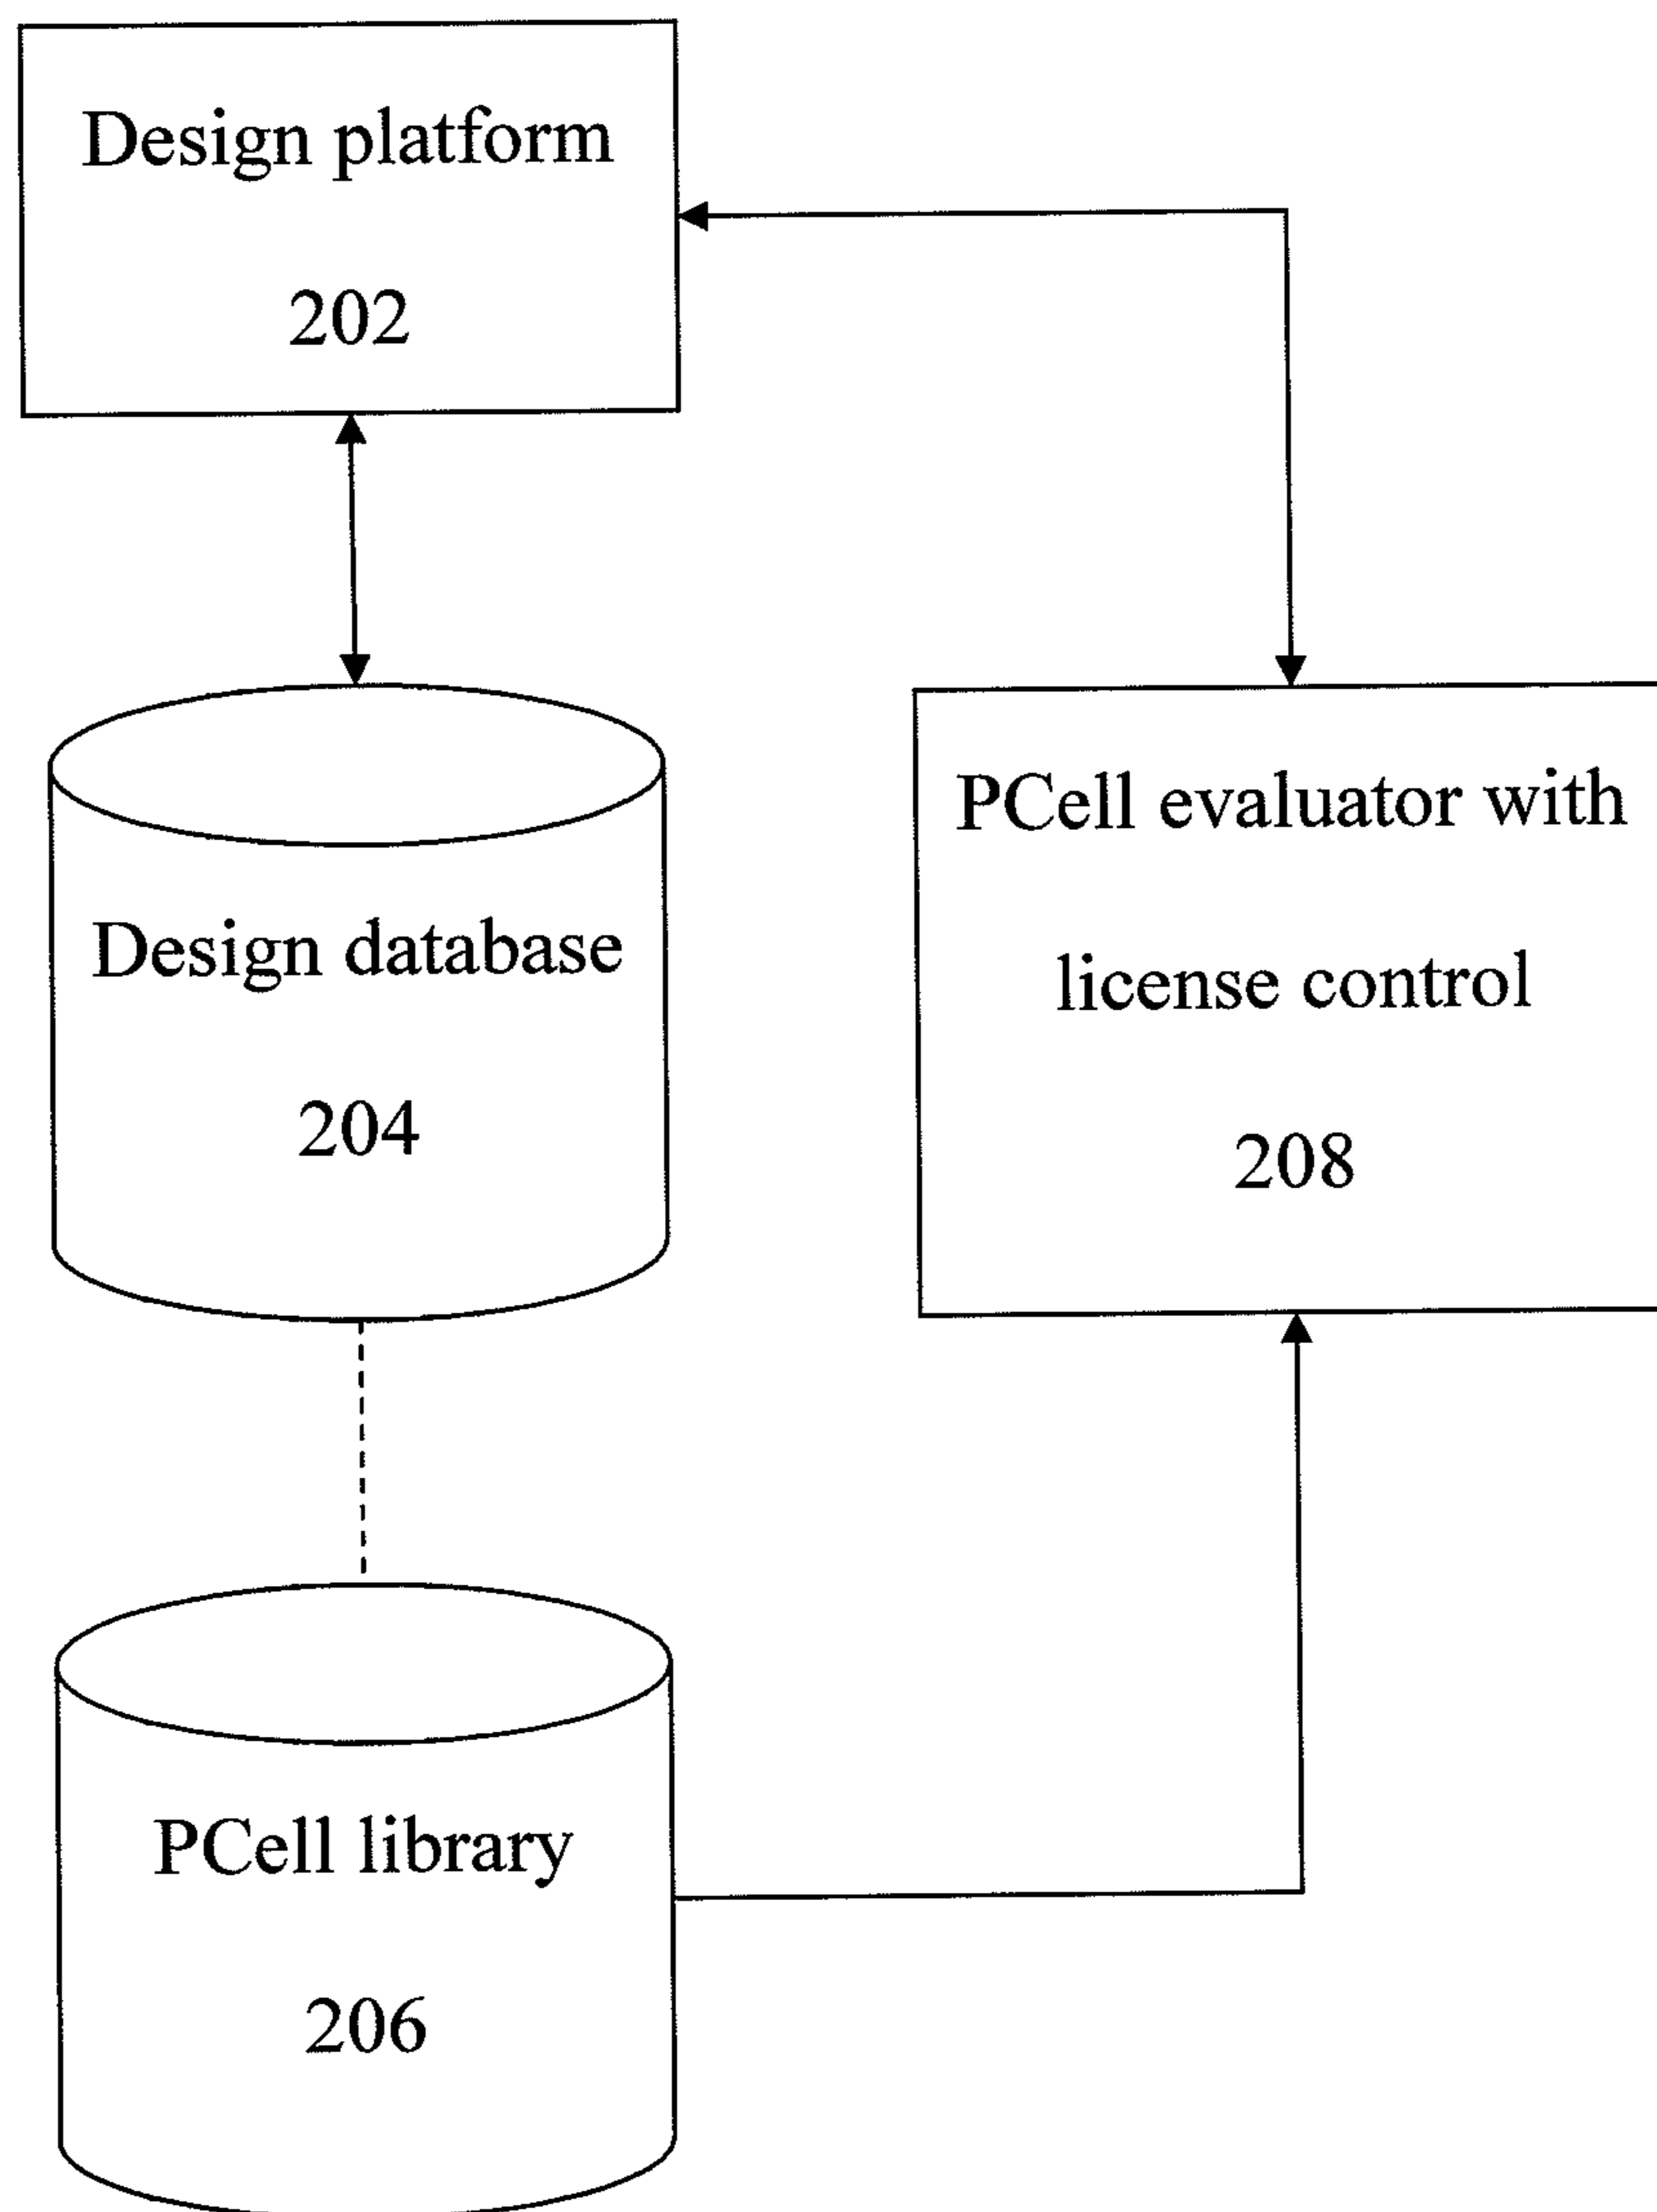 Design platform
202
Design database
204
PCell evaluator with
license control
208
PCell library
206